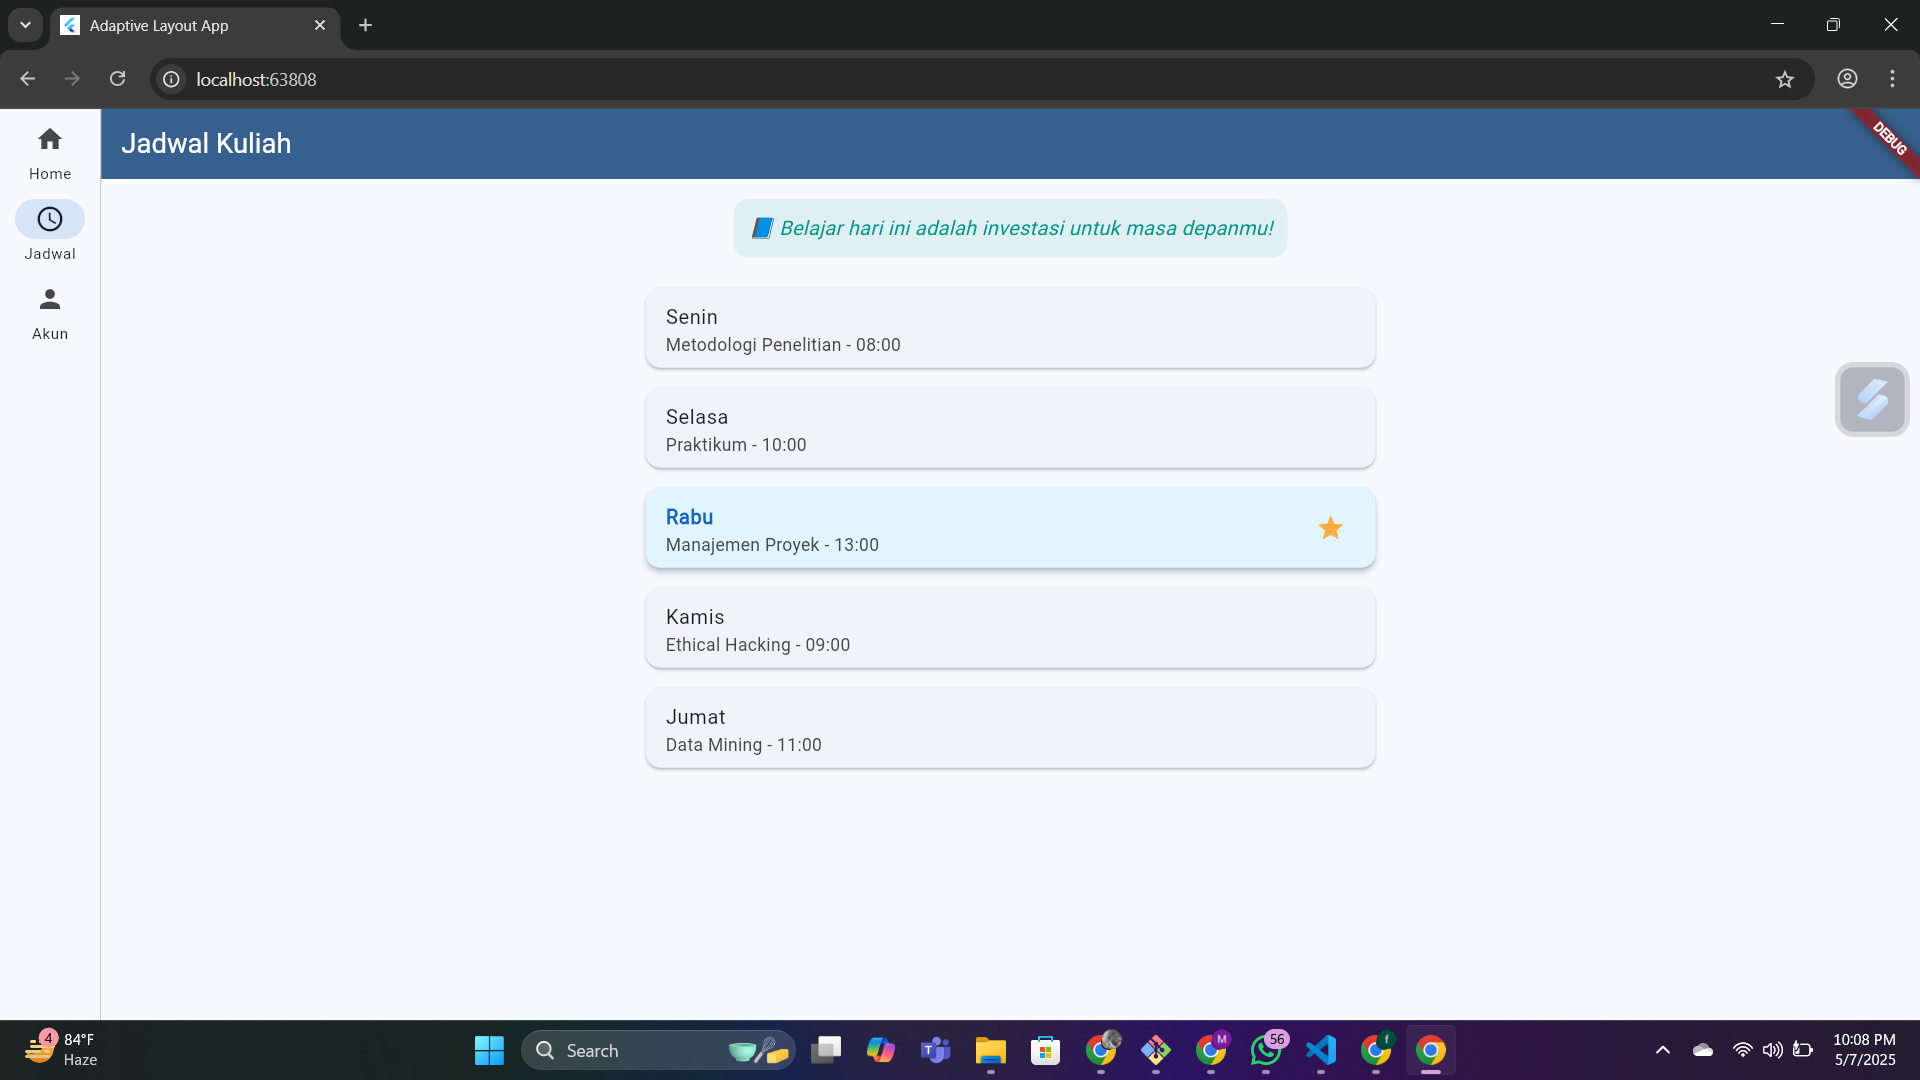 Adaptive Layout App
localhost:63808
Home
Jadwal
Akun
Jadwal Kuliah
DEBUG
📘 Belajar hari ini adalah investasi untuk masa depanmu!
Senin
Metodologi Penelitian - 08:00
Selasa
Praktikum - 10:00
Rabu
Manajemen Proyek - 13:00
Kamis
Ethical Hacking - 09:00
Jumat
Data Mining - 11:00
4
84°F
Haze
Search
T
M
56
f
10:08 PM
5/7/2025